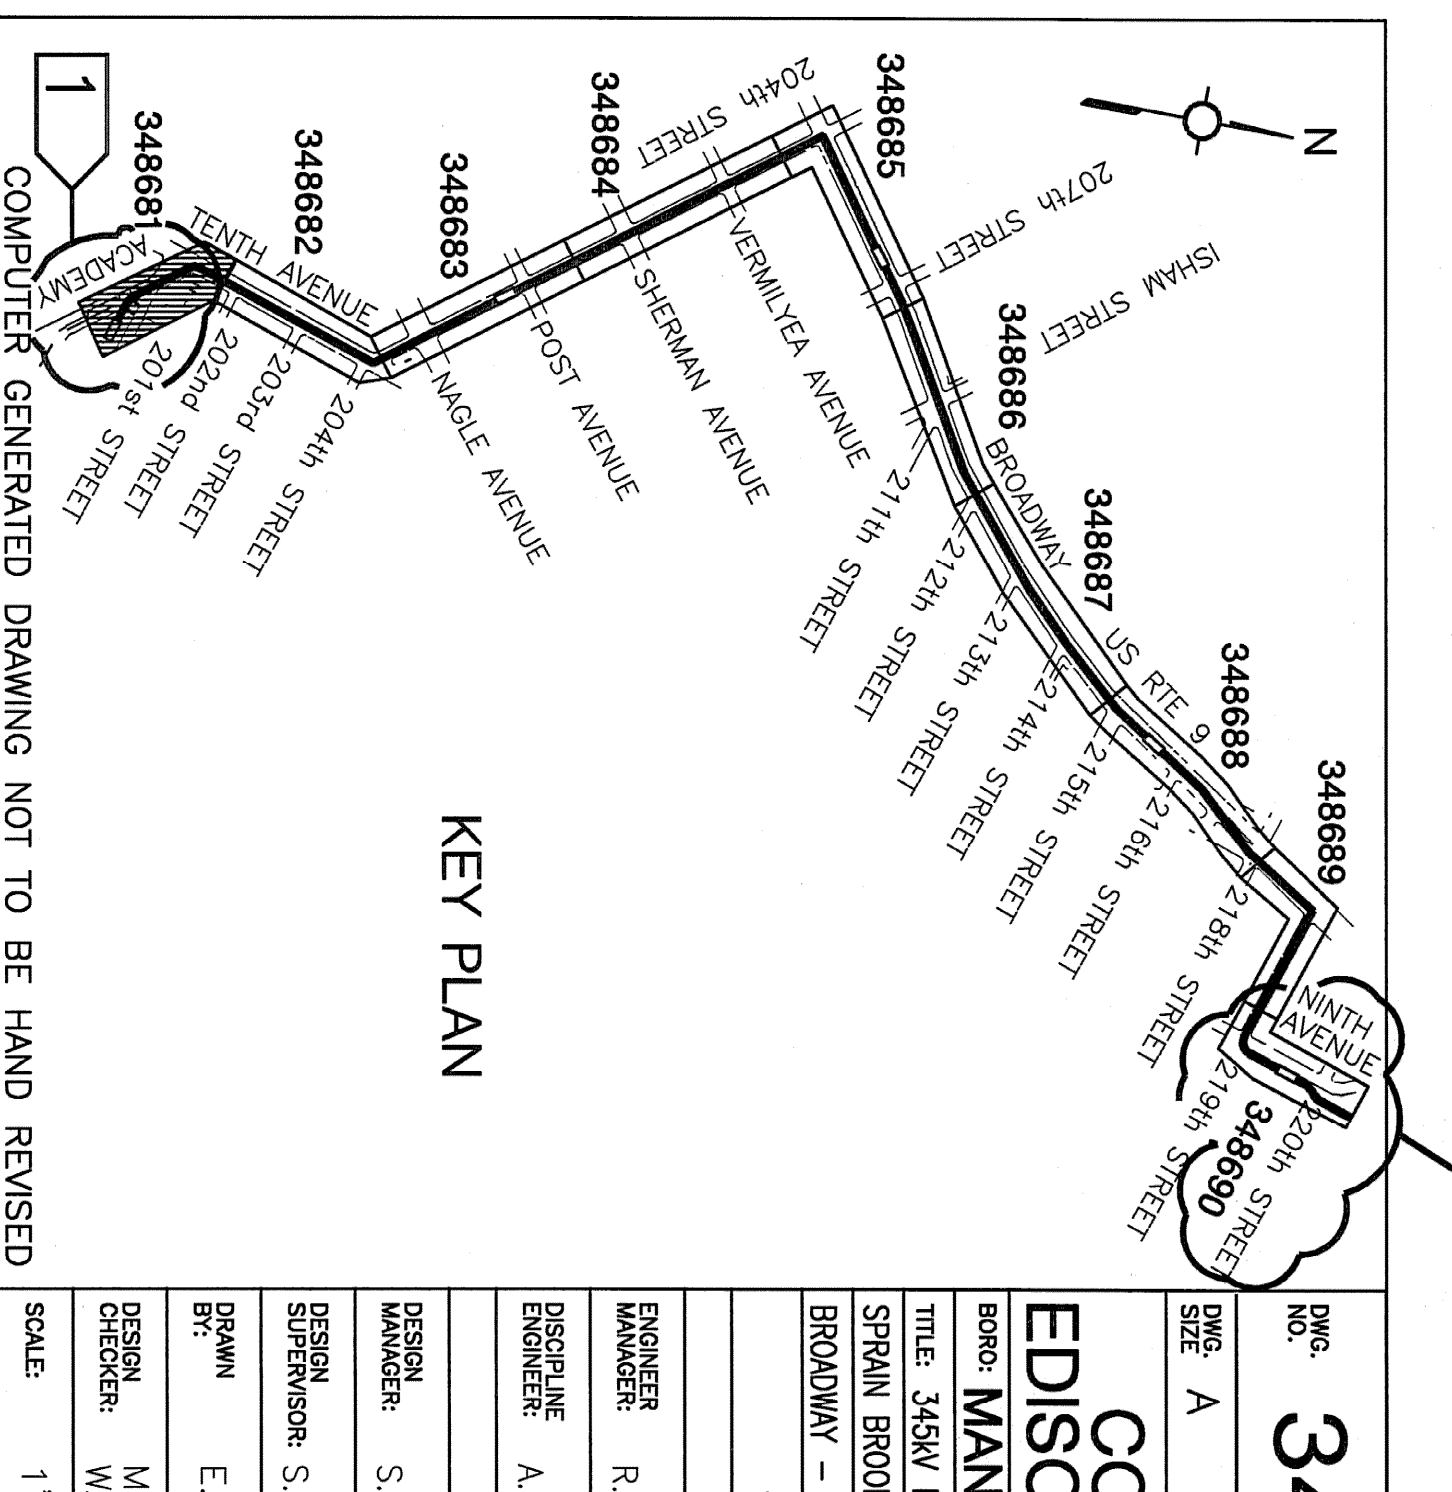 N
1
348681
348682
348683
348684
348685
348686
348687
348688
348689
348690
ACADEMY
TENTH AVENUE
201st STREET
202nd STREET
203rd STREET
204th STREET
NAGLE AVENUE
POST AVENUE
SHERMAN AVENUE
VERMILYEA AVENUE
204th STREET
207th STREET
ISHAM STREET
BROADWAY
US RTE 9
211th STREET
212th STREET
213th STREET
214th STREET
215th STREET
216th STREET
218th STREET
219th STREET
220th STREET
NINTH AVENUE
KEY PLAN
COMPUTER GENERATED DRAWING NOT TO BE HAND REVISED
DWG. NO. 34
DWG. SIZE A
CO
EDISO
BORO: MAN
TITLE: 345kV
SPRAIN BROO
BROADWAY –
ENGINEER MANAGER: R.
DISCIPLINE ENGINEER: A.
DESIGN MANAGER: S.
DESIGN SUPERVISOR: S.
DRAWN BY: E.
DESIGN CHECKER: M
W.
SCALE: 1"